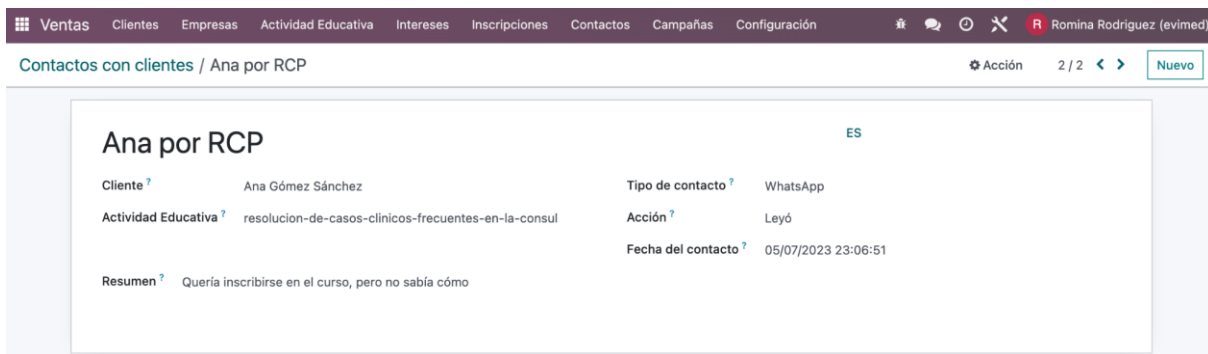 Ventas Clientes Empresas Actividad Educativa Intereses Inscripciones Contactos Campañas Configuración R Romina Rodriguez (evimed)
Contactos con clientes / Ana por RCP Acción 2 / 2 Nuevo
Ana por RCP ES
Cliente ? Ana Gómez Sánchez Tipo de contacto ? WhatsApp
Actividad Educativa ? resolucion-de-casos-clinicos-frecuentes-en-la-consul Acción ? Leyó
Fecha del contacto ? 05/07/2023 23:06:51
Resumen ? Quería inscribirse en el curso, pero no sabía cómo